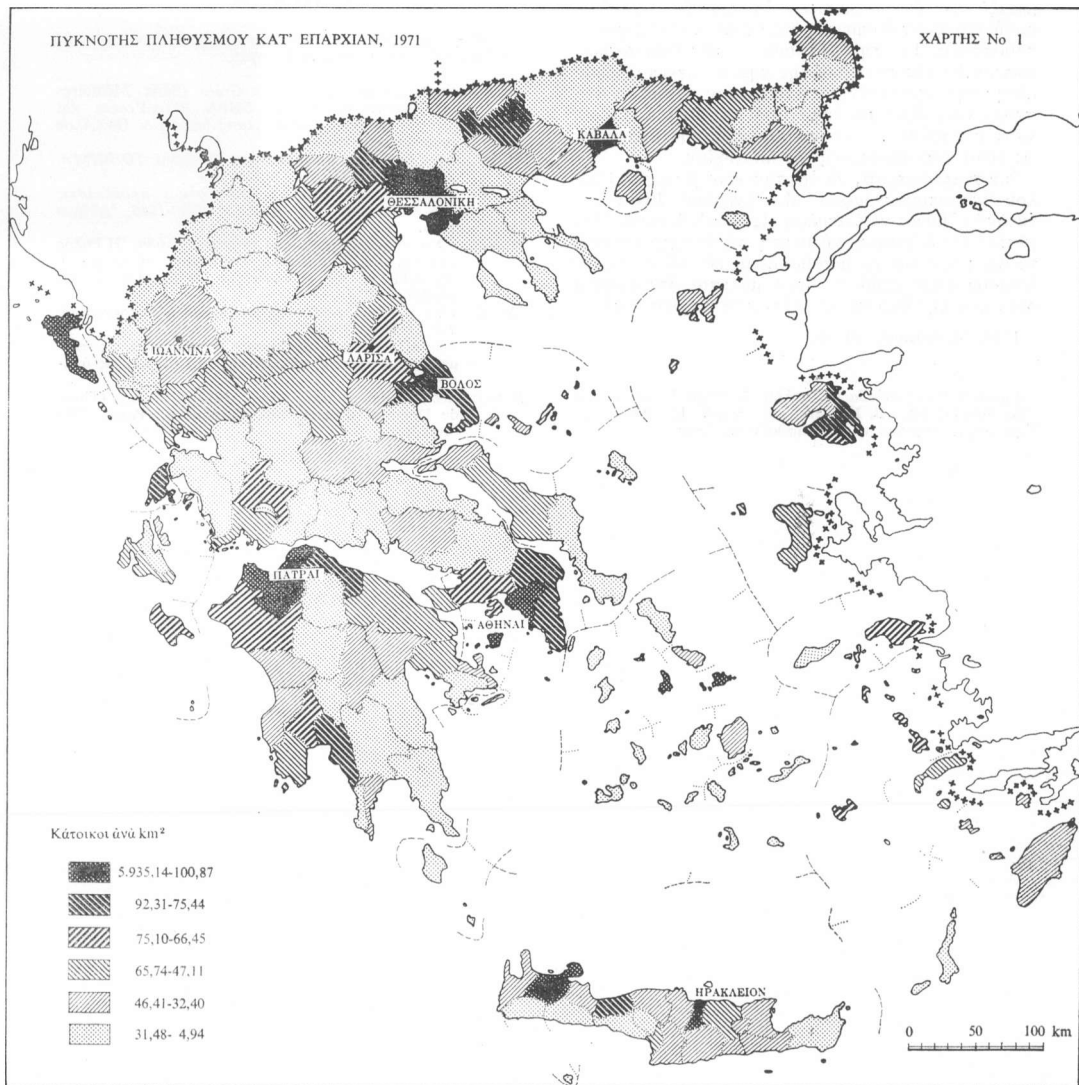 ΠΥΚΝΟΤΗΣ ΠΛΗΘΥΣΜΟΥ ΚΑΤ' ΕΠΑΡΧΙΑΝ, 1971
ΧΑΡΤΗΣ Νο 1
ΚΑΒΑΛΑ
ΘΕΣΣΑΛΟΝΙΚΗ
ΙΩΑΝΝΙΝΑ
ΛΑΡΙΣΑ
ΒΟΛΟΣ
ΠΑΤΡΑΙ
ΑΘΗΝΑΙ
ΗΡΑΚΛΕΙΟΝ
Κάτοικοι ἀνά km²
5.935,14-100,87
92,31-75,44
75,10-66,45
65,74-47,11
46,41-32,40
31,48- 4,94
0 50 100 km